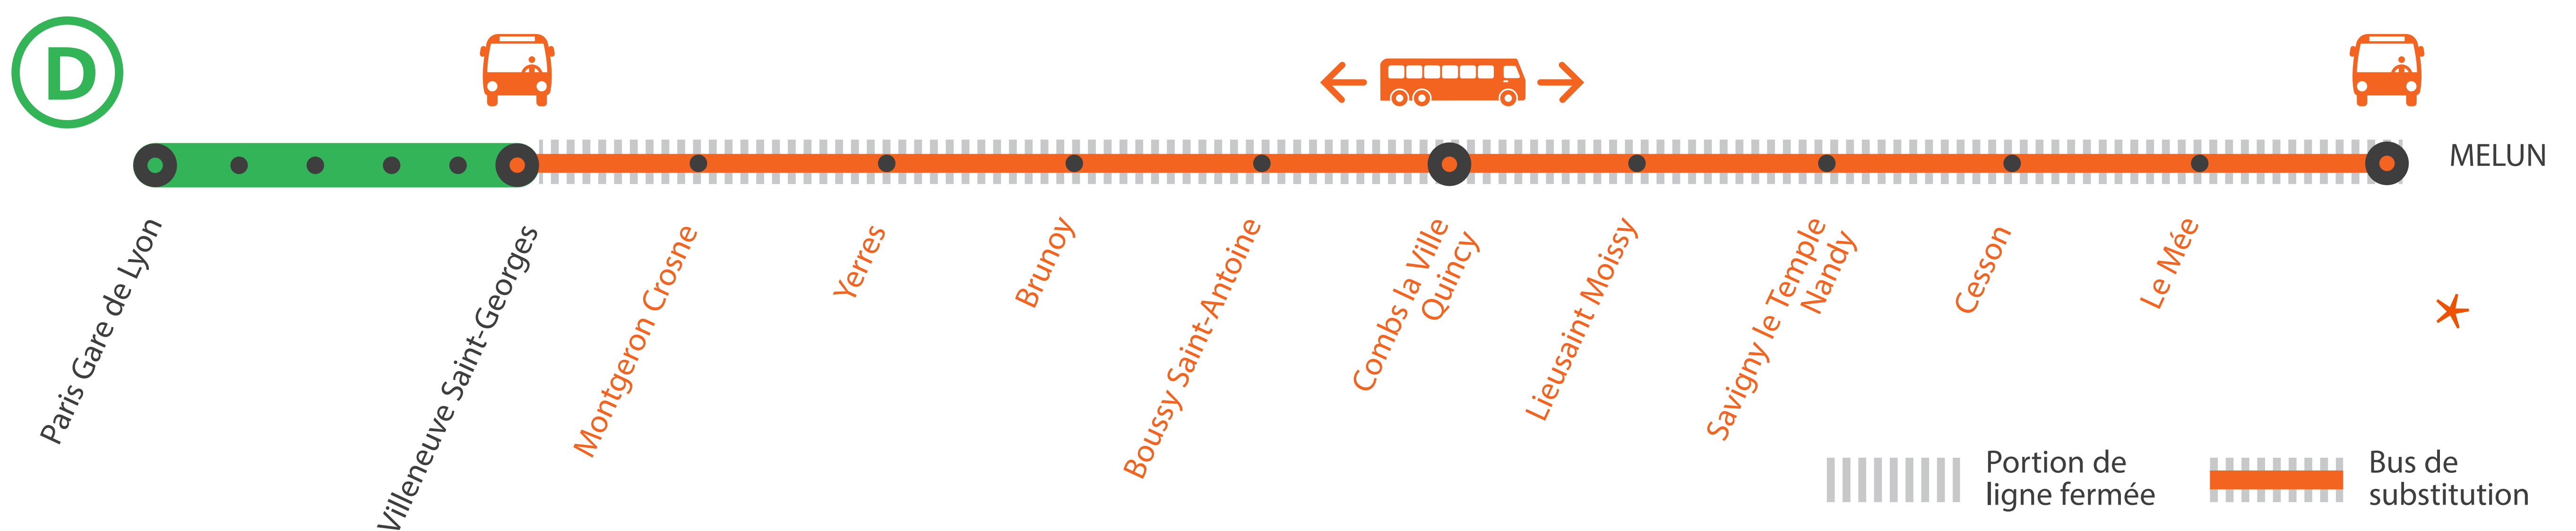 D
MELUN
Paris Gare de Lyon
Villeneuve Saint-Georges
Montgeron Crosne
Yerres
Brunoy
Boussy Saint-Antoine
Combs la Ville
Quincy
Lieusaint Moissy
Savigny le Temple
Nandy
Cesson
Le Mée
Portion de
ligne fermée
Bus de
substitution